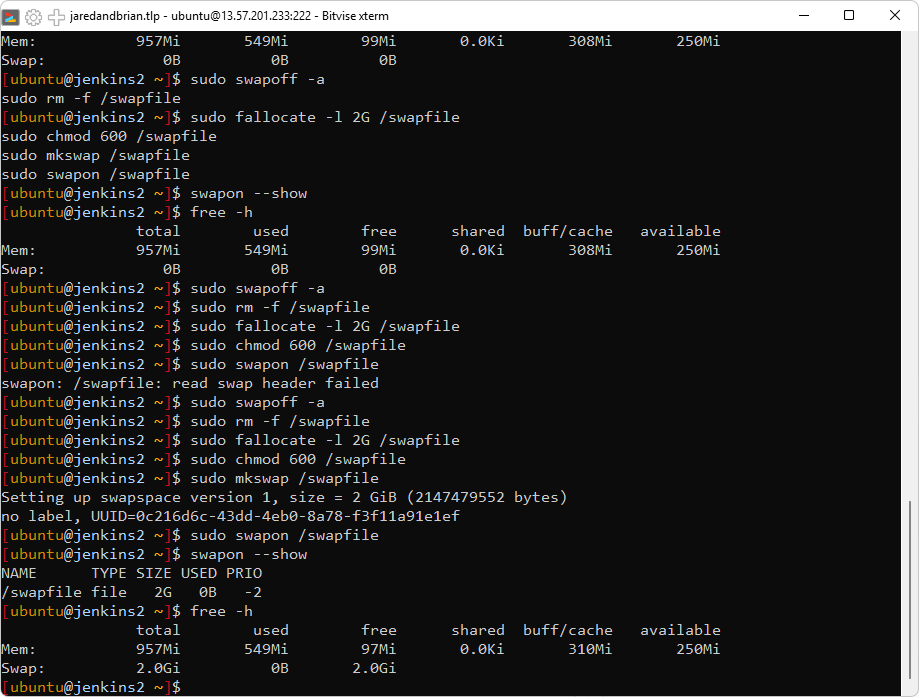 jaredandbrian.tlp - ubuntu@13.57.201.233:222 - Bitvise xterm
Mem:           957Mi       549Mi        99Mi       0.0Ki       308Mi       250Mi
Swap:             0B          0B          0B
[ubuntu@jenkins2 ~]$ sudo swapoff -a
sudo rm -f /swapfile
[ubuntu@jenkins2 ~]$ sudo fallocate -l 2G /swapfile
sudo chmod 600 /swapfile
sudo mkswap /swapfile
sudo swapon /swapfile
[ubuntu@jenkins2 ~]$ swapon --show
[ubuntu@jenkins2 ~]$ free -h
               total        used        free      shared  buff/cache   available
Mem:           957Mi       549Mi        99Mi       0.0Ki       308Mi       250Mi
Swap:             0B          0B          0B
[ubuntu@jenkins2 ~]$ sudo swapoff -a
[ubuntu@jenkins2 ~]$ sudo rm -f /swapfile
[ubuntu@jenkins2 ~]$ sudo fallocate -l 2G /swapfile
[ubuntu@jenkins2 ~]$ sudo chmod 600 /swapfile
[ubuntu@jenkins2 ~]$ sudo swapon /swapfile
swapon: /swapfile: read swap header failed
[ubuntu@jenkins2 ~]$ sudo swapoff -a
[ubuntu@jenkins2 ~]$ sudo rm -f /swapfile
[ubuntu@jenkins2 ~]$ sudo fallocate -l 2G /swapfile
[ubuntu@jenkins2 ~]$ sudo chmod 600 /swapfile
[ubuntu@jenkins2 ~]$ sudo mkswap /swapfile
Setting up swapspace version 1, size = 2 GiB (2147479552 bytes)
no label, UUID=0c216d6c-43dd-4eb0-8a78-f3f11a91e1ef
[ubuntu@jenkins2 ~]$ sudo swapon /swapfile
[ubuntu@jenkins2 ~]$ swapon --show
NAME      TYPE SIZE USED PRIO
/swapfile file   2G   0B   -2
[ubuntu@jenkins2 ~]$ free -h
               total        used        free      shared  buff/cache   available
Mem:           957Mi       549Mi        97Mi       0.0Ki       310Mi       250Mi
Swap:          2.0Gi          0B       2.0Gi
[ubuntu@jenkins2 ~]$